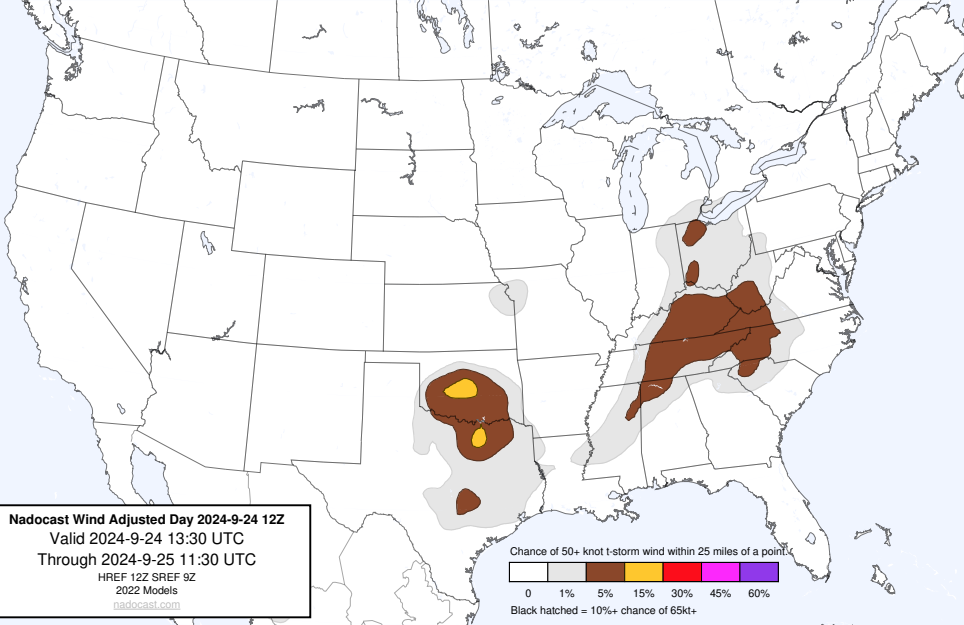 Nadocast Wind Adjusted Day 2024-9-24 12Z
Valid 2024-9-24 13:30 UTC
Through 2024-9-25 11:30 UTC
HREF 12Z SREF 9Z
2022 Models
nadocast.com
Chance of 50+ knot t-storm wind within 25 miles of a point.
0 1% 5% 15% 30% 45% 60%
Black hatched = 10%+ chance of 65kt+